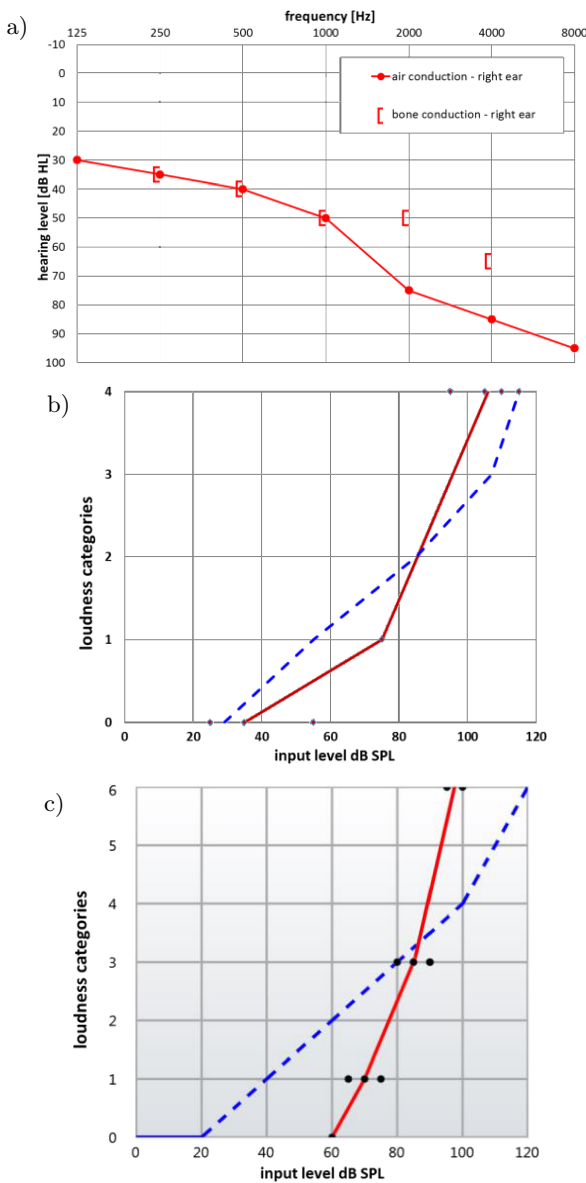 a)
frequency [Hz]
125 250 500 1000 2000 4000 8000
-10
0
10
20
30
40
50
60
70
80
90
100
hearing level [dB HL]
air conduction - right ear
bone conduction - right ear
b)
4
3
2
1
0
loudness categories
0 20 40 60 80 100 120
input level dB SPL
c)
6
5
4
3
2
1
0
loudness categories
0 20 40 60 80 100 120
input level dB SPL